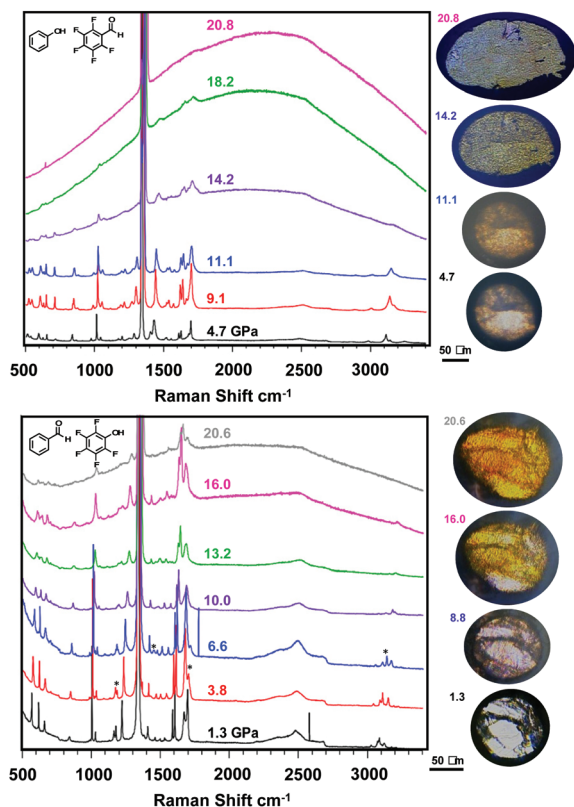 OH
O
H
F
F
F
F
F
20.8
18.2
14.2
11.1
9.1
4.7 GPa
500 1000 1500 2000 2500 3000
Raman Shift cm-1
20.8
14.2
11.1
4.7
50 □m
O
H
F
OH
F
F
F
F
20.6
16.0
13.2
10.0
*
6.6
*
*
*
3.8
1.3 GPa
500 1000 1500 2000 2500 3000
Raman Shift cm-1
20.6
16.0
8.8
1.3
50 □m